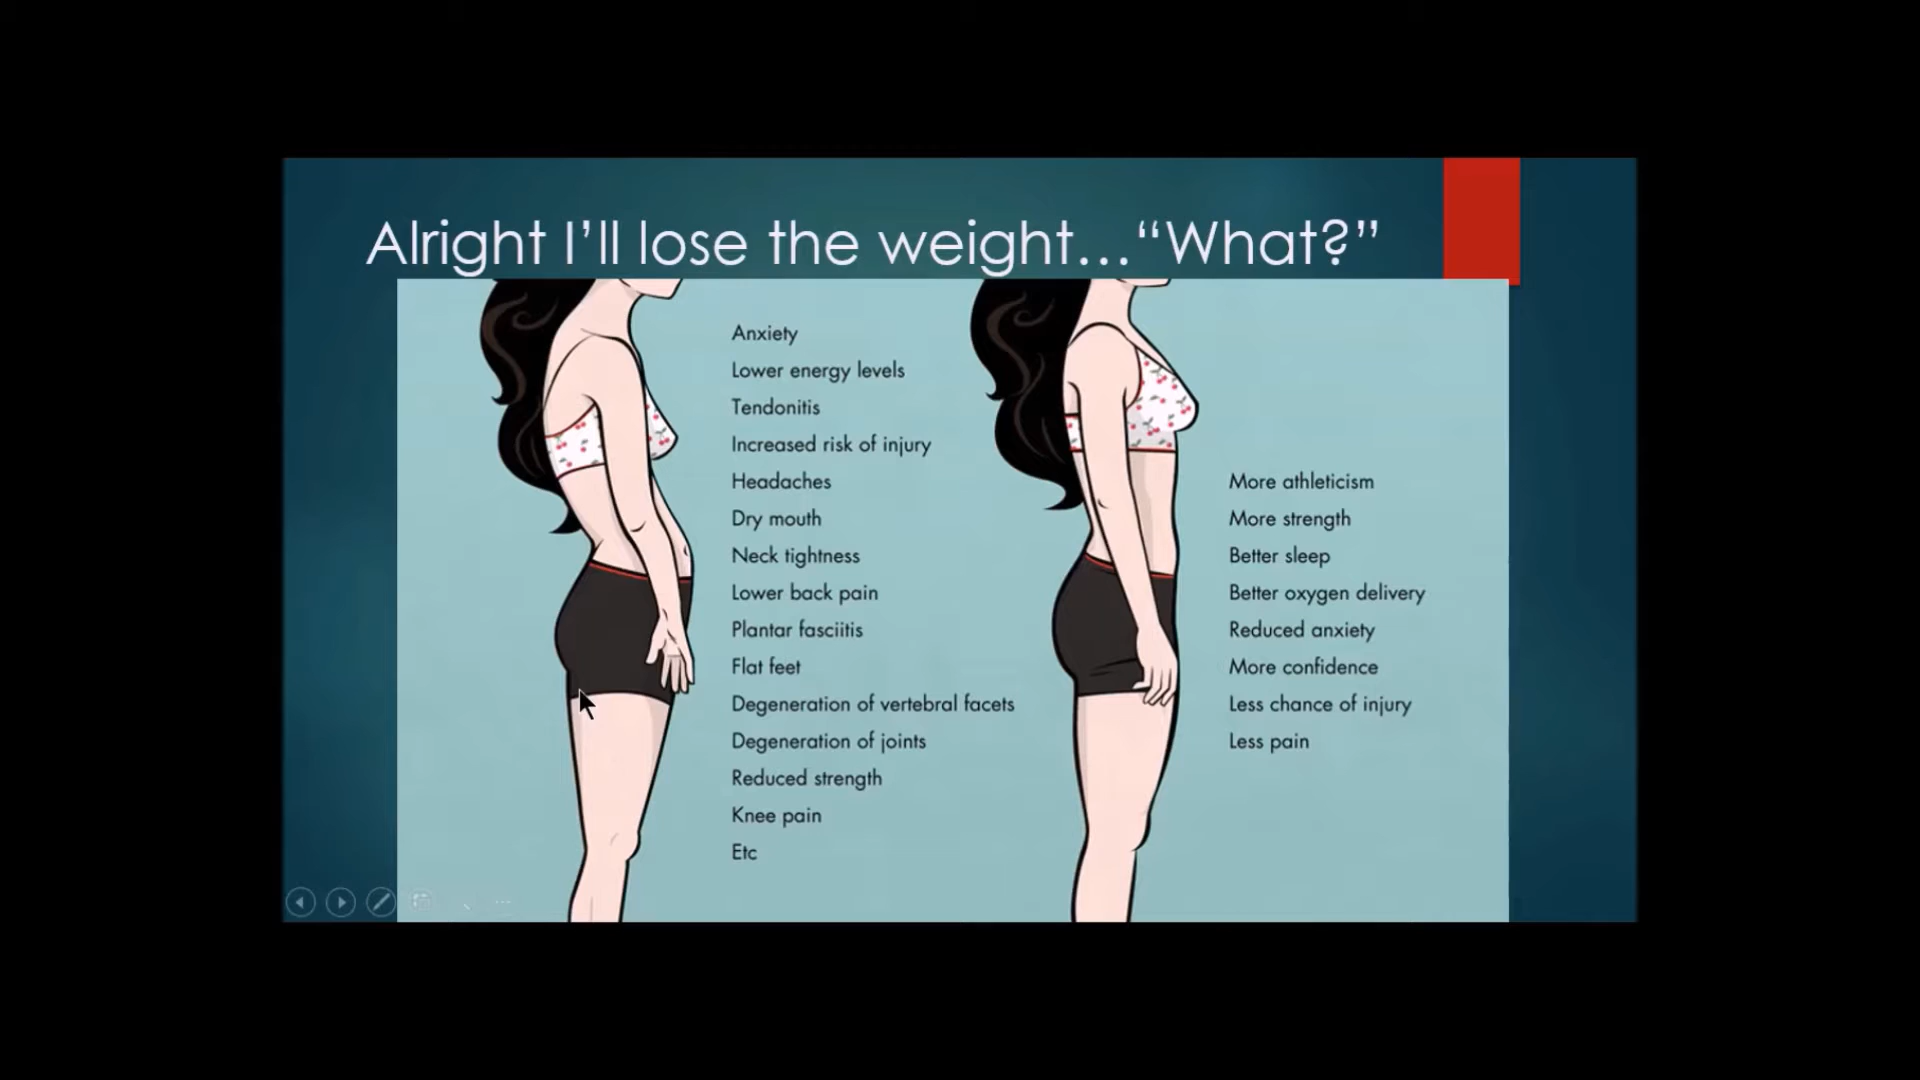 Alright I’ll lose the weight…“What?”
Anxiety
Lower energy levels
Tendonitis
Increased risk of injury
Headaches
Dry mouth
Neck tightness
Lower back pain
Plantar fasciitis
Flat feet
Degeneration of vertebral facets
Degeneration of joints
Reduced strength
Knee pain
Etc
More athleticism
More strength
Better sleep
Better oxygen delivery
Reduced anxiety
More confidence
Less chance of injury
Less pain